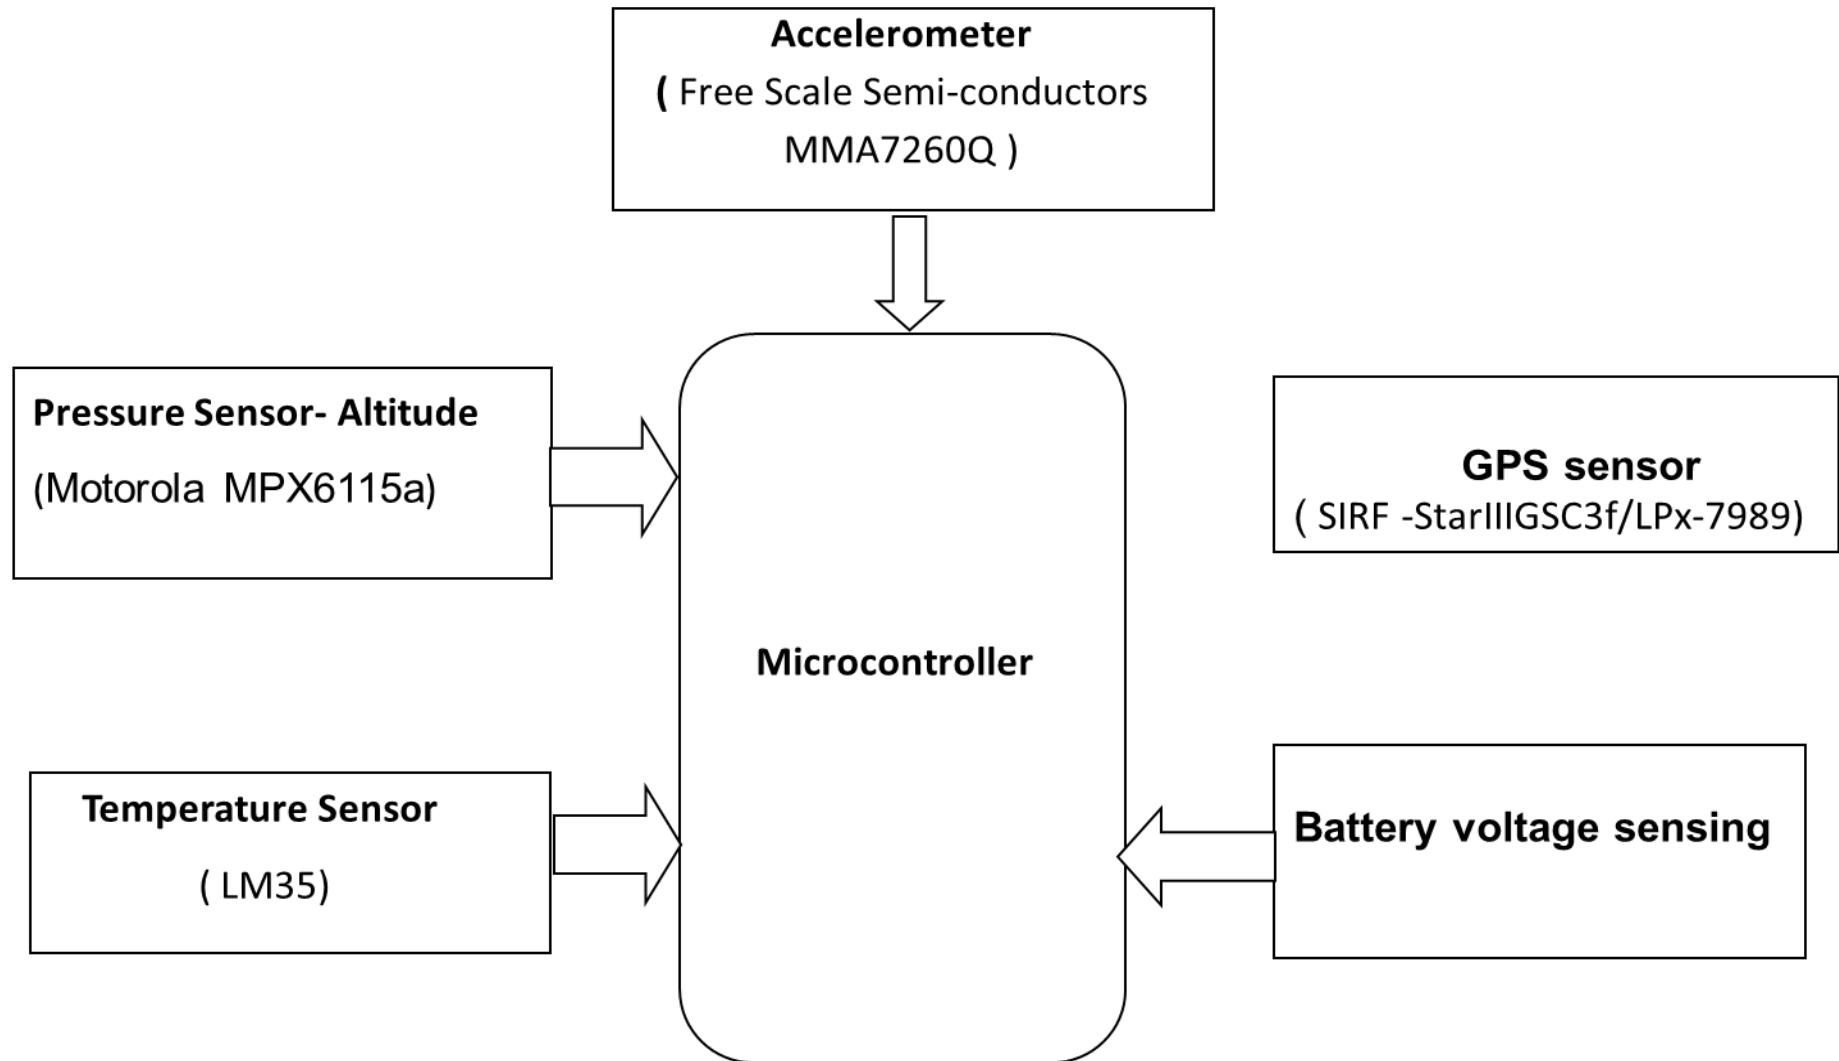 Accelerometer
( Free Scale Semi-conductors
MMA7260Q )
Pressure Sensor- Altitude
(Motorola MPX6115a)
GPS sensor
( SIRF -StarIIIGSC3f/LPx-7989)
Microcontroller
Temperature Sensor
( LM35)
Battery voltage sensing